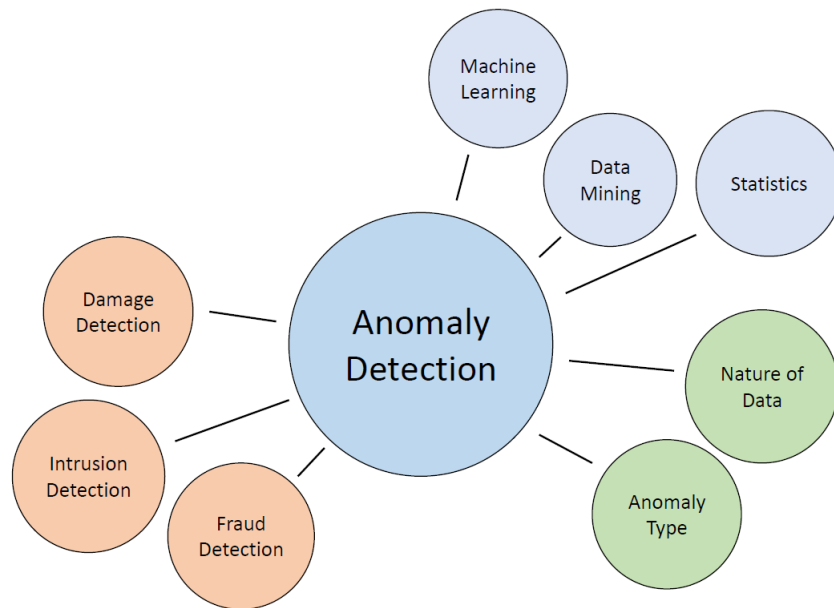 Machine
Learning
Data
Mining
Statistics
Damage
Detection
Anomaly
Detection
Nature of
Data
Intrusion
Detection
Fraud
Detection
Anomaly
Type